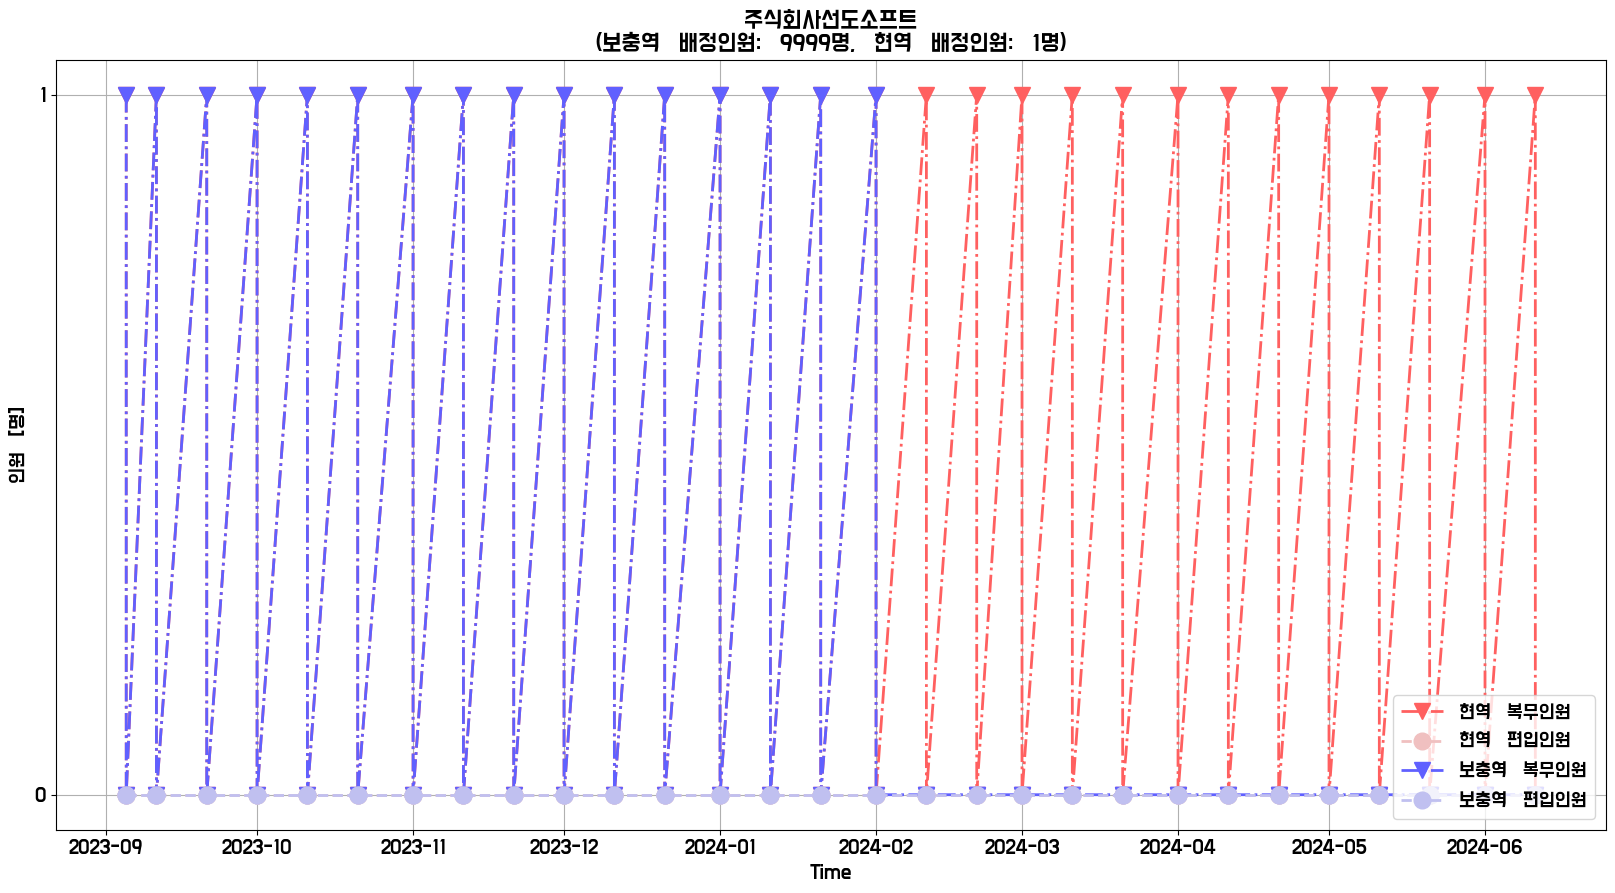 주식회사선도소프트
(보충역 배정인원: 9999명, 현역 배정인원: 1명)
1
0
인원 [명]
현역 복무인원
현역 편입인원
보충역 복무인원
보충역 편입인원
2023-09 2023-10 2023-11 2023-12 2024-01 2024-02 2024-03 2024-04 2024-05 2024-06
Time